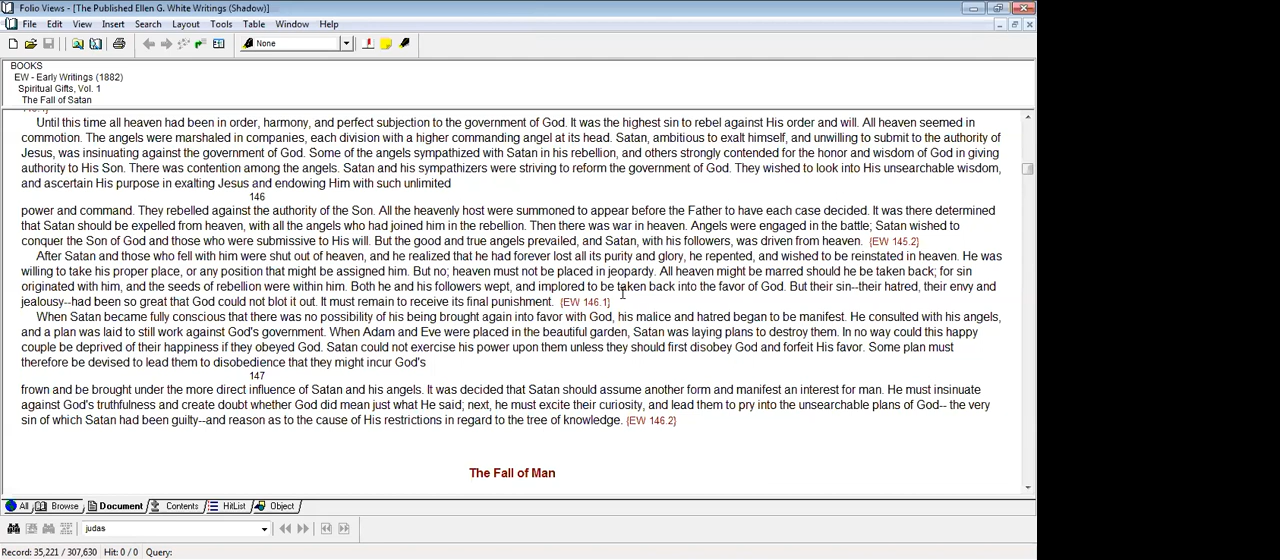 Folio Views - [The Published Ellen G. White Writings (Shadow)]
File Edit View Insert Search Layout Tools Table Window Help
None
BOOKS
EW - Early Writings (1882)
Spiritual Gifts, Vol. 1
The Fall of Satan
Until this time all heaven had been in order, harmony, and perfect subjection to the government of God. It was the highest sin to rebel against His order and will. All heaven seemed in
commotion. The angels were marshaled in companies, each division with a higher commanding angel at its head. Satan, ambitious to exalt himself, and unwilling to submit to the authority of
Jesus, was insinuating against the government of God. Some of the angels sympathized with Satan in his rebellion, and others strongly contended for the honor and wisdom of God in giving
authority to His Son. There was contention among the angels. Satan and his sympathizers were striving to reform the government of God. They wished to look into His unsearchable wisdom,
and ascertain His purpose in exalting Jesus and endowing Him with such unlimited
146
power and command. They rebelled against the authority of the Son. All the heavenly host were summoned to appear before the Father to have each case decided. It was there determined
that Satan should be expelled from heaven, with all the angels who had joined him in the rebellion. Then there was war in heaven. Angels were engaged in the battle; Satan wished to
conquer the Son of God and those who were submissive to His will. But the good and true angels prevailed, and Satan, with his followers, was driven from heaven. {EW 145.2}
After Satan and those who fell with him were shut out of heaven, and he realized that he had forever lost all its purity and glory, he repented, and wished to be reinstated in heaven. He was
willing to take his proper place, or any position that might be assigned him. But no; heaven must not be placed in jeopardy. All heaven might be marred should he be taken back; for sin
originated with him, and the seeds of rebellion were within him. Both he and his followers wept, and implored to be taken back into the favor of God. But their sin--their hatred, their envy and
jealousy--had been so great that God could not blot it out. It must remain to receive its final punishment. {EW 146.1}
When Satan became fully conscious that there was no possibility of his being brought again into favor with God, his malice and hatred began to be manifest. He consulted with his angels,
and a plan was laid to still work against God's government. When Adam and Eve were placed in the beautiful garden, Satan was laying plans to destroy them. In no way could this happy
couple be deprived of their happiness if they obeyed God. Satan could not exercise his power upon them unless they should first disobey God and forfeit His favor. Some plan must
therefore be devised to lead them to disobedience that they might incur God's
147
frown and be brought under the more direct influence of Satan and his angels. It was decided that Satan should assume another form and manifest an interest for man. He must insinuate
against God's truthfulness and create doubt whether God did mean just what He said; next, he must excite their curiosity, and lead them to pry into the unsearchable plans of God-- the very
sin of which Satan had been guilty--and reason as to the cause of His restrictions in regard to the tree of knowledge. {EW 146.2}
The Fall of Man
All Browse Document Contents HitList Object
judas
Record: 35,221 / 307,630 Hit: 0 / 0 Query: